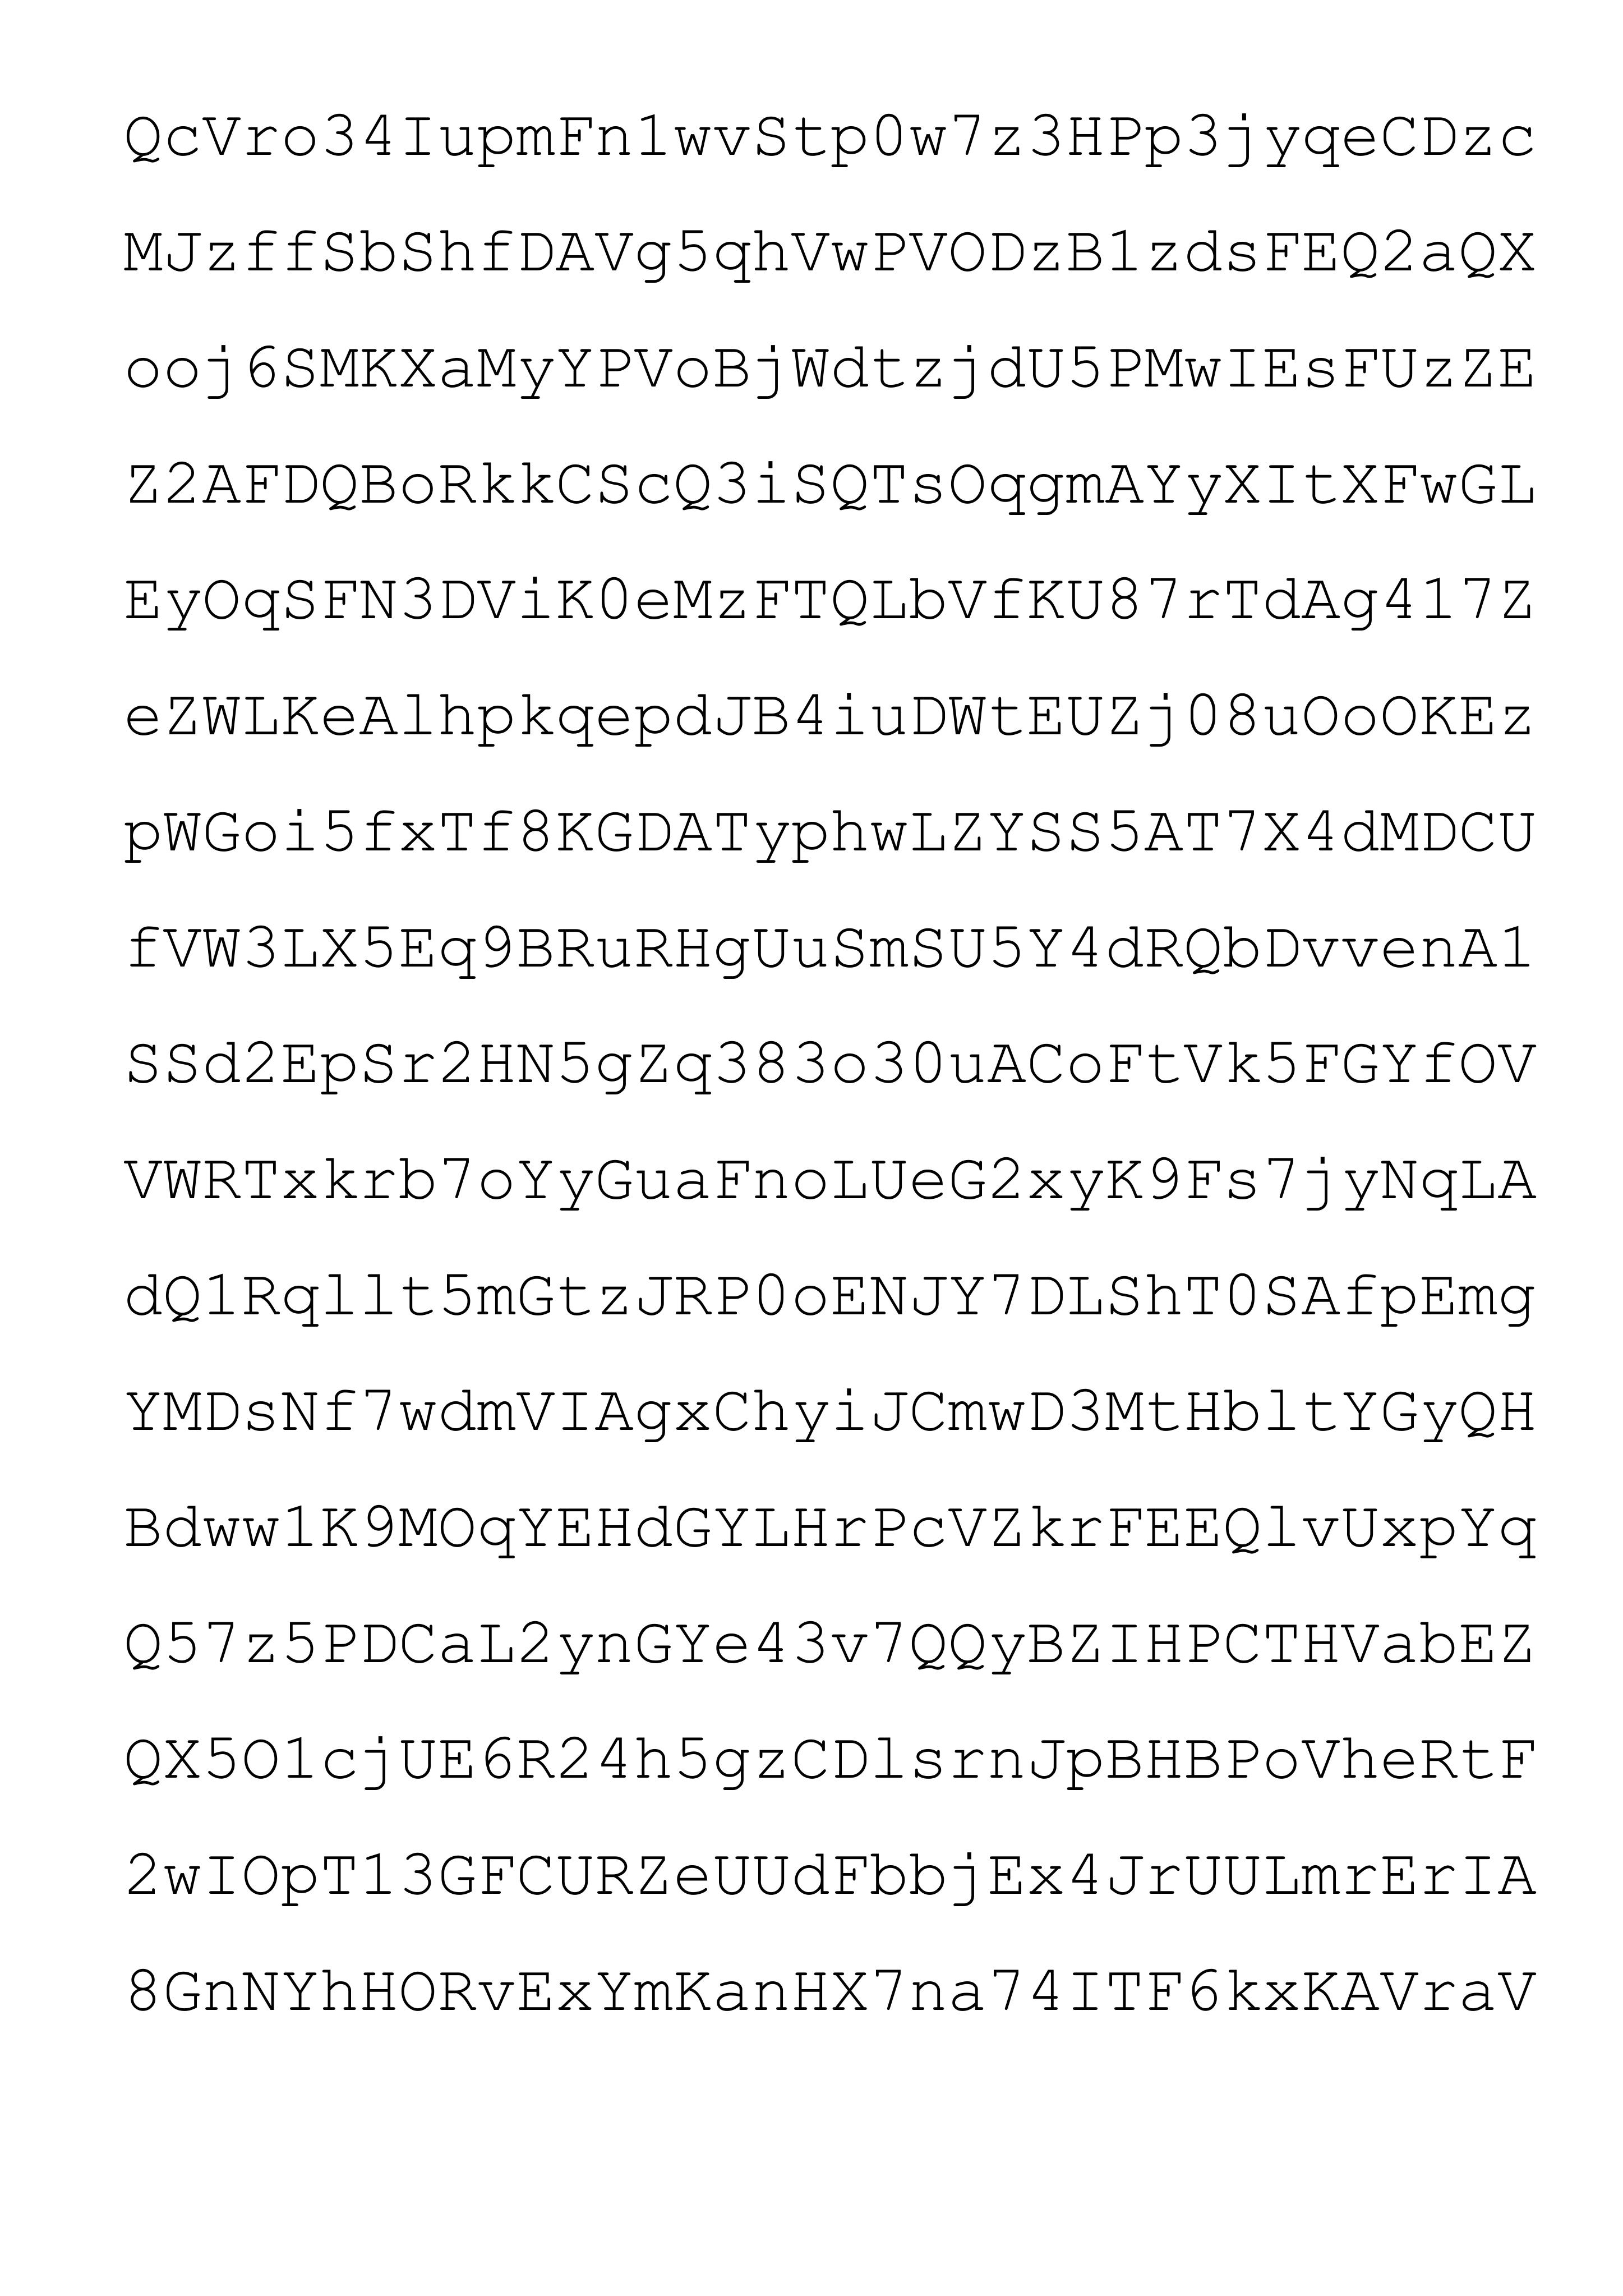 QcVro34IupmFn1wvStp0w7z3HPp3jyqeCDzc
MJzffSbShfDAVg5qhVwPVODzB1zdsFEQ2aQX
ooj6SMKXaMyYPVoBjWdtzjdU5PMwIEsFUzZE
Z2AFDQBoRkkCScQ3iSQTsOqgmAYyXItXFwGL
EyOqSFN3DViK0eMzFTQLbVfKU87rTdAg417Z
eZWLKeAlhpkqepdJB4iuDWtEUZj08uOoOKEz
pWGoi5fxTf8KGDATyphwLZYSS5AT7X4dMDCU
fVW3LX5Eq9BRuRHgUuSmSU5Y4dRQbDvvenA1
SSd2EpSr2HN5gZq383o30uACoFtVk5FGYfOV
VWRTxkrb7oYyGuaFnoLUeG2xyK9Fs7jyNqLA
dQ1Rqllt5mGtzJRP0oENJY7DLShT0SAfpEmg
YMDsNf7wdmVIAgxChyiJCmwD3MtHbltYGyQH
Bdww1K9MOqYEHdGYLHrPcVZkrFEEQlvUxpYq
Q57z5PDCaL2ynGYe43v7QQyBZIHPCTHVabEZ
QX5O1cjUE6R24h5gzCDlsrnJpBHBPoVheRtF
2wIOpT13GFCURZeUUdFbbjEx4JrUULmrErIA
8GnNYhHORvExYmKanHX7na74ITF6kxKAVraV